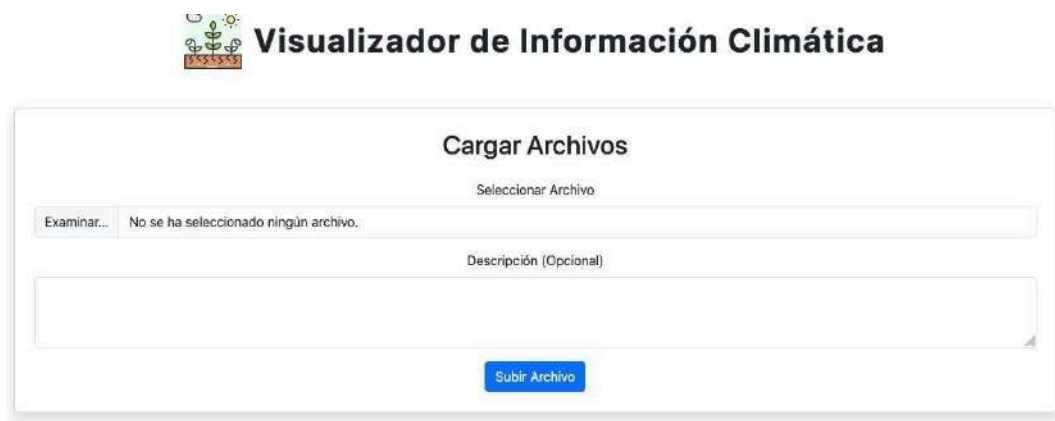 Visualizador de Información Climática
Cargar Archivos
Seleccionar Archivo
Examinar... No se ha seleccionado ningún archivo.
Descripción (Opcional)
Subir Archivo